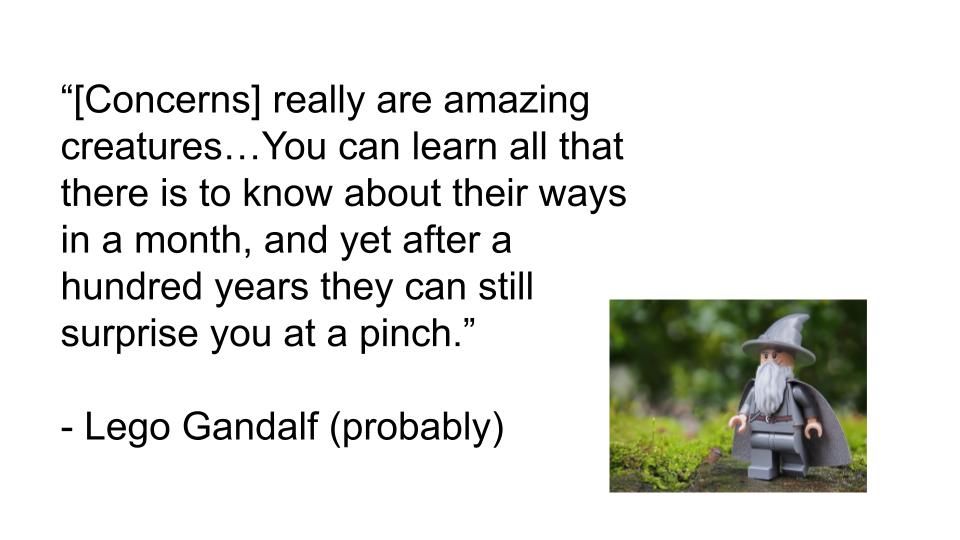 “[Concerns] really are amazing
creatures…You can learn all that
there is to know about their ways
in a month, and yet after a
hundred years they can still
surprise you at a pinch.”
- Lego Gandalf (probably)